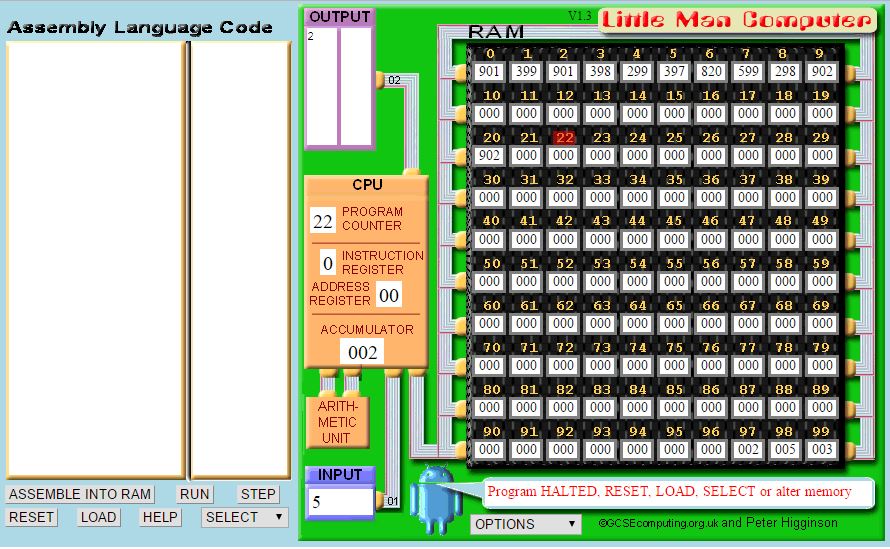 Assembly Language Code
OUTPUT
2
V1.3
Little Man Computer
RAM
0 1 2 3 4 5 6 7 8 9
901 399 901 398 299 397 820 599 298 902
10 11 12 13 14 15 16 17 18 19
000 000 000 000 000 000 000 000 000 000
20 21 22 23 24 25 26 27 28 29
902 000 000 000 000 000 000 000 000 000
30 31 32 33 34 35 36 37 38 39
000 000 000 000 000 000 000 000 000 000
40 41 42 43 44 45 46 47 48 49
000 000 000 000 000 000 000 000 000 000
50 51 52 53 54 55 56 57 58 59
000 000 000 000 000 000 000 000 000 000
60 61 62 63 64 65 66 67 68 69
000 000 000 000 000 000 000 000 000 000
70 71 72 73 74 75 76 77 78 79
000 000 000 000 000 000 000 000 000 000
80 81 82 83 84 85 86 87 88 89
000 000 000 000 000 000 000 000 000 000
90 91 92 93 94 95 96 97 98 99
000 000 000 000 000 000 000 002 005 003
02
CPU
22 PROGRAM
COUNTER
0 INSTRUCTION
REGISTER
ADDRESS
REGISTER 00
ACCUMULATOR
002
ARITH-
METIC
UNIT
INPUT
5
01
ASSEMBLE INTO RAM RUN STEP
RESET LOAD HELP SELECT
Program HALTED, RESET, LOAD, SELECT or alter memory
OPTIONS
©GCSEcomputing.org.uk and Peter Higginson